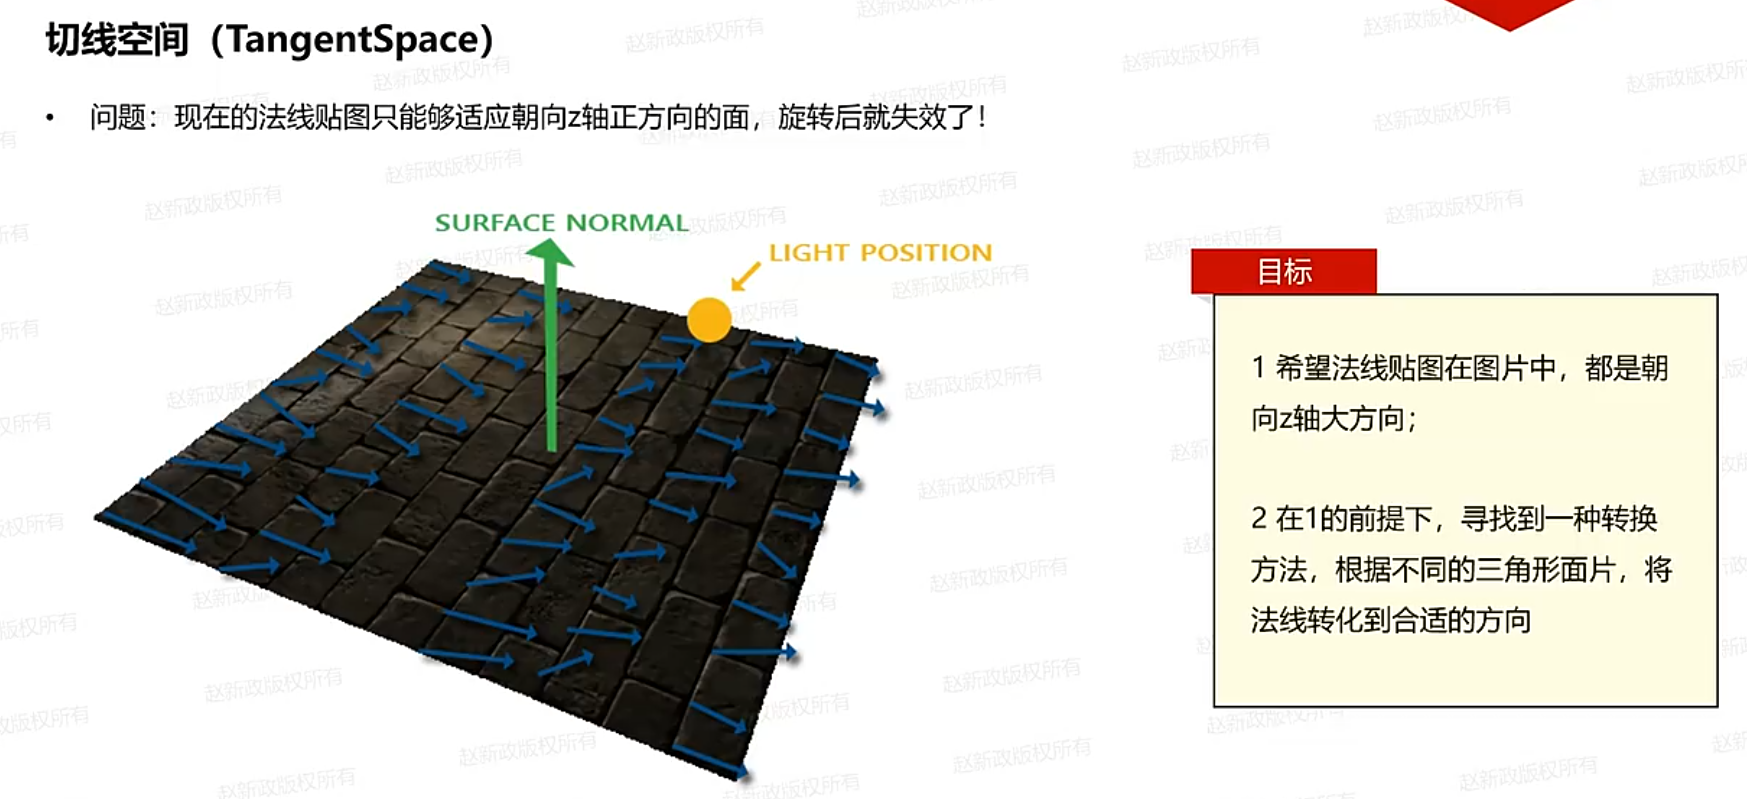 切线空间（TangentSpace）
• 问题：现在的法线贴图只能够适应朝向z轴正方向的面，旋转后就失效了！
SURFACE NORMAL
LIGHT POSITION
目标
1 希望法线贴图在图片中，都是朝
向z轴大方向；
2 在1的前提下，寻找到一种转换
方法，根据不同的三角形面片，将
法线转化到合适的方向
赵新政版权所有